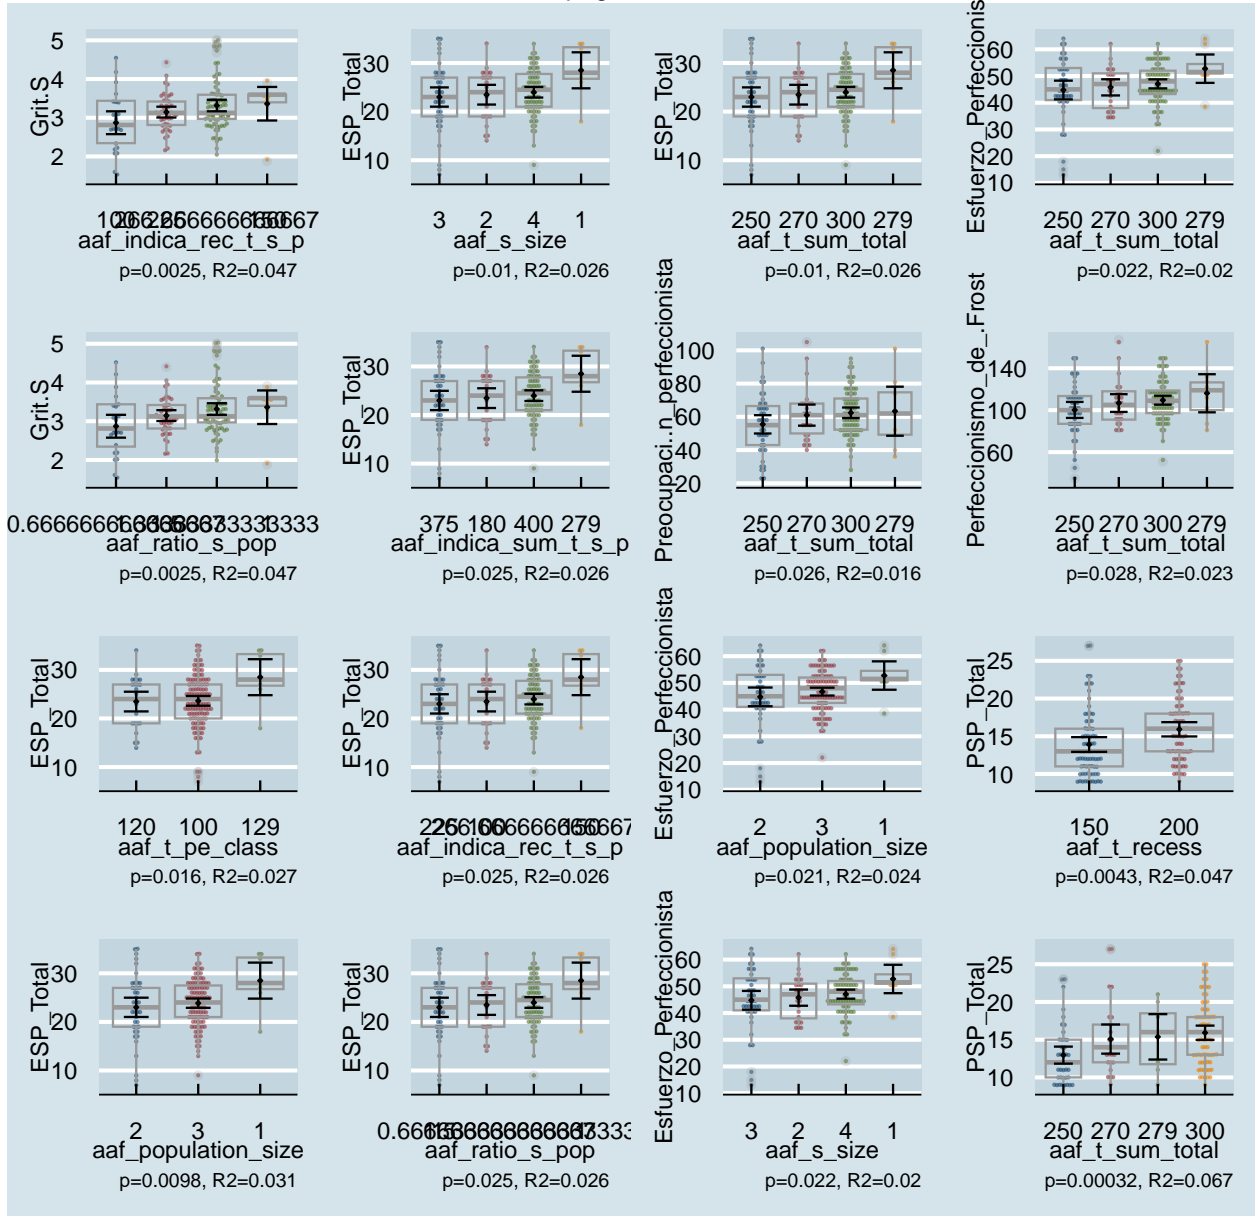 5
4
3
2
Grit.S
aaf_indica_rec_t_s_p
p=0.0025, R2=0.047
30
20
10
ESP_Total
3 2 4 1
aaf_s_size
p=0.01, R2=0.026
30
20
10
ESP_Total
250 270 300 279
aaf_t_sum_total
p=0.01, R2=0.026
60
50
40
30
20
10
250 270 300 279
aaf_t_sum_total
p=0.022, R2=0.02
5
4
3
2
Grit.S
aaf_ratio_s_pop
p=0.0025, R2=0.047
30
20
10
ESP_Total
375 180 400 279
aaf_indica_sum_t_s_p
p=0.025, R2=0.026
100
80
60
40
20
Preocupaci..n_perfeccionista
250 270 300 279
aaf_t_sum_total
p=0.026, R2=0.016
140
100
60
Perfeccionismo_de_.Frost
250 270 300 279
aaf_t_sum_total
p=0.028, R2=0.023
30
20
10
ESP_Total
120 100 129
aaf_t_pe_class
p=0.016, R2=0.027
30
20
10
ESP_Total
aaf_indica_rec_t_s_p
p=0.025, R2=0.026
60
50
40
30
20
10
Esfuerzo_Perfeccionista
2 3 1
aaf_population_size
p=0.021, R2=0.024
25
20
15
10
PSP_Total
150 200
aaf_t_recess
p=0.0043, R2=0.047
30
20
10
ESP_Total
2 3 1
aaf_population_size
p=0.0098, R2=0.031
30
20
10
ESP_Total
aaf_ratio_s_pop
p=0.025, R2=0.026
60
50
40
30
20
10
Esfuerzo_Perfeccionista
3 2 4 1
aaf_s_size
p=0.022, R2=0.02
25
20
15
10
PSP_Total
250 270 279 300
aaf_t_sum_total
p=0.00032, R2=0.067